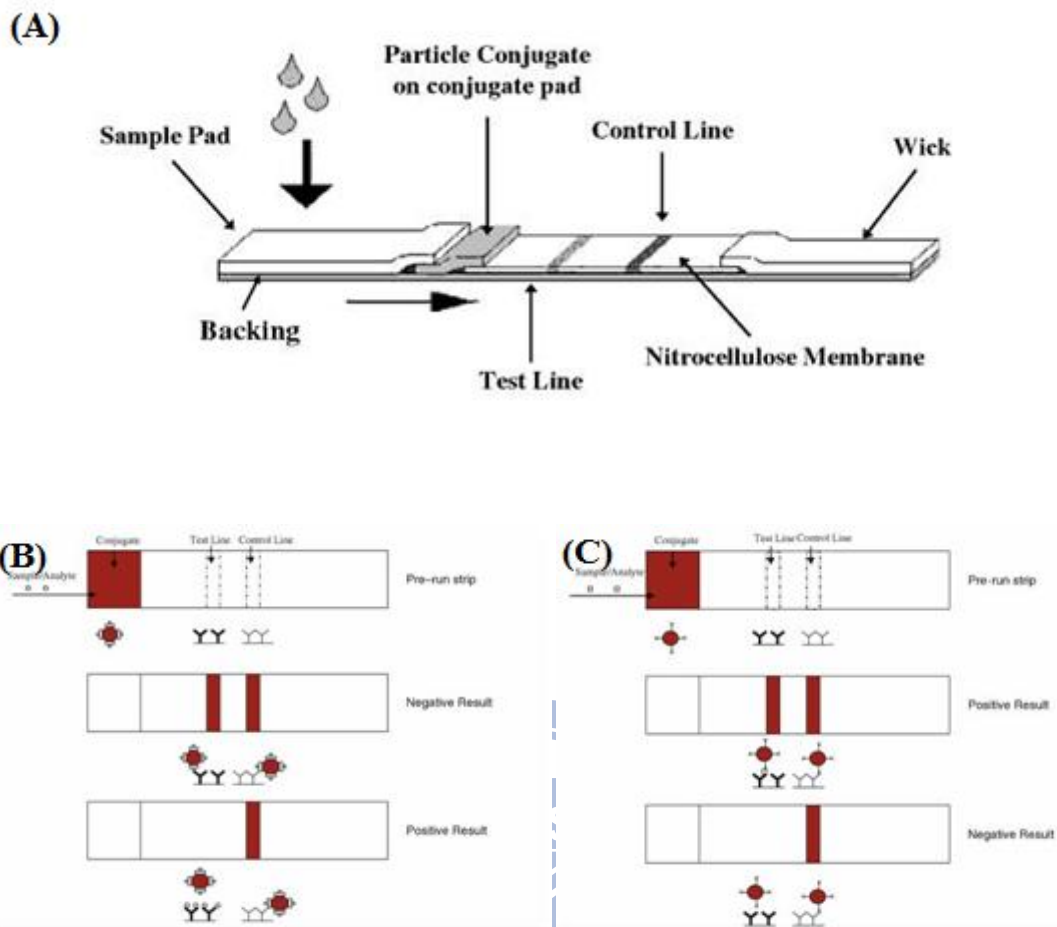 (A)
Particle Conjugate
on conjugate pad
Sample Pad
Control Line
Wick
Backing
Test Line
Nitrocellulose Membrane
(B)
Conjugate
Test Line
Control Line
Sample/Analyte
Pre-run strip
Negative Result
Positive Result
(C)
Conjugate
Test Line
Control Line
Sample/Analyte
Pre-run strip
Positive Result
Negative Result